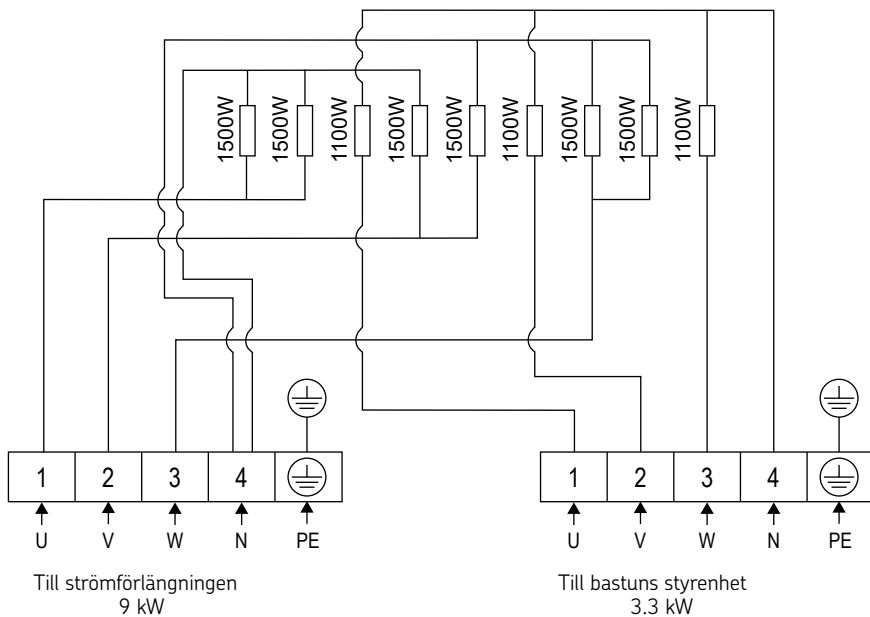 1500W 1500W 1100W 1500W 1500W 1100W 1500W 1500W 1100W
1 2 3 4
U V W N PE
Till strömförlängningen
9 kW
1 2 3 4
U V W N PE
Till bastuns styrenhet
3.3 kW